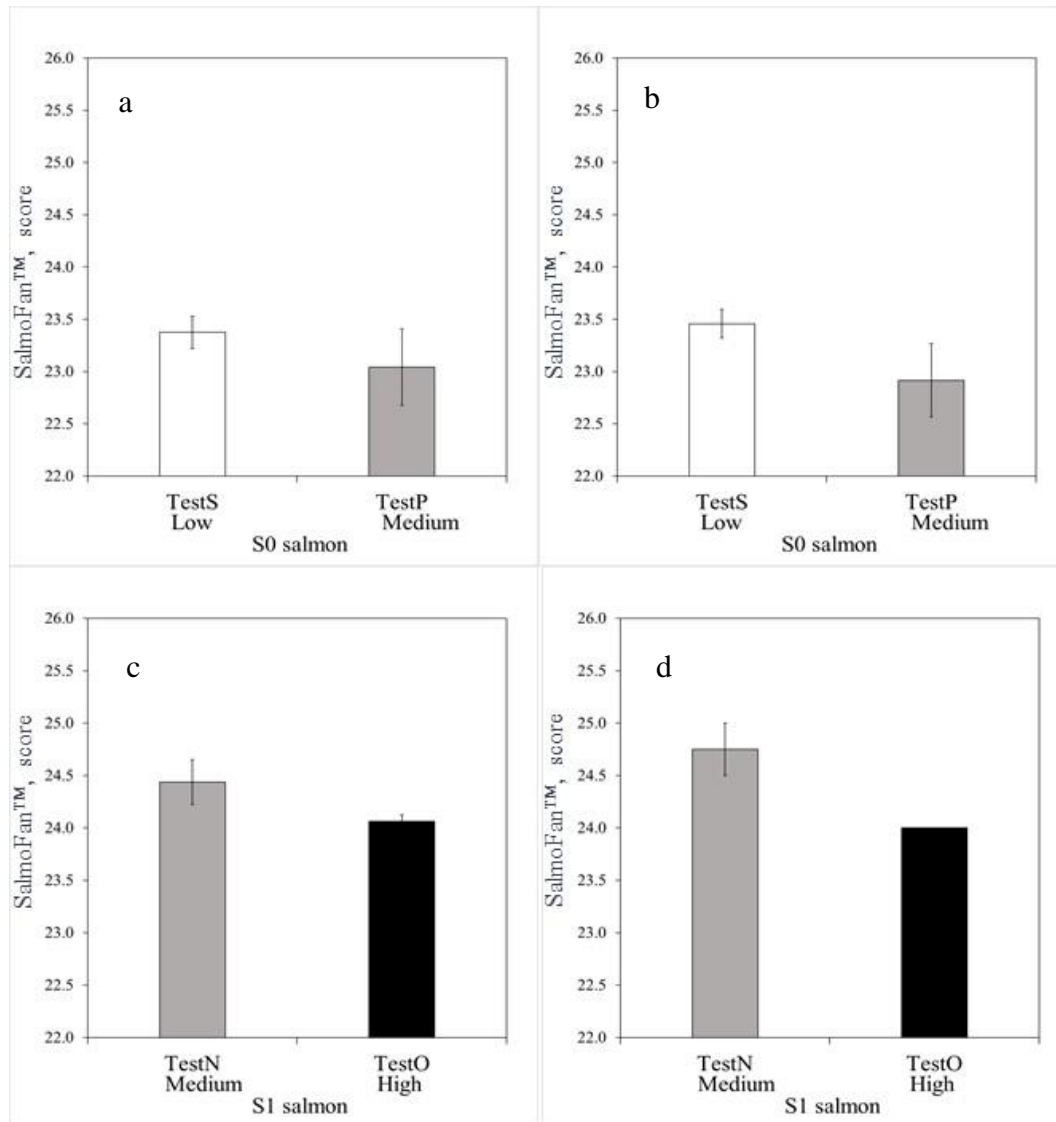 a
SalmoFan™, score
26.0
25.5
25.0
24.5
24.0
23.5
23.0
22.5
22.0
TestS
Low
TestP
Medium
S0 salmon
b
SalmoFan™, score
26.0
25.5
25.0
24.5
24.0
23.5
23.0
22.5
22.0
TestS
Low
TestP
Medium
S0 salmon
c
SalmoFan™, score
26.0
25.5
25.0
24.5
24.0
23.5
23.0
22.5
22.0
TestN
Medium
TestO
High
S1 salmon
d
SalmoFan™, score
26.0
25.5
25.0
24.5
24.0
23.5
23.0
22.5
22.0
TestN
Medium
TestO
High
S1 salmon